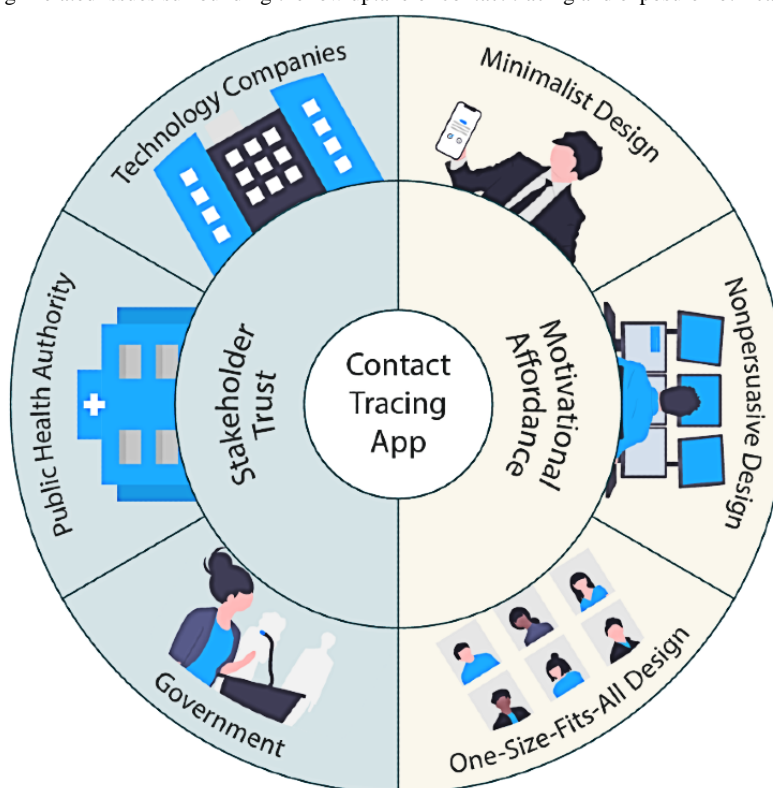 Technology Companies
Minimalist Design
Public Health Authority
Stakeholder
Trust
Contact
Tracing
App
Motivational
Affordance
Nonpersuasive Design
Government
One-Size-Fits-All Design